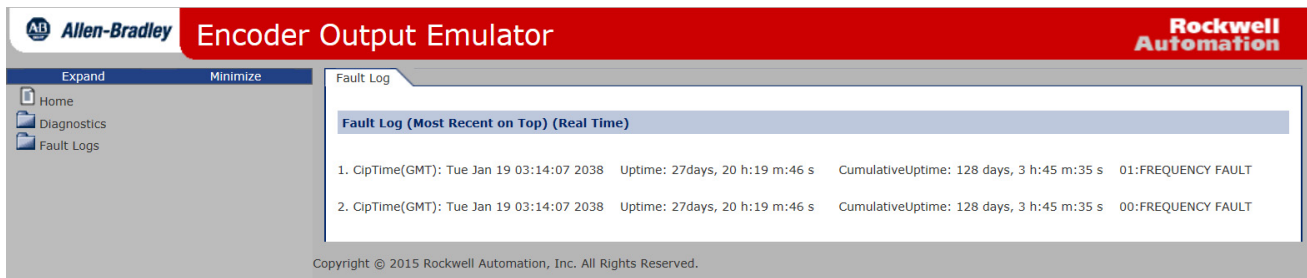 AB Allen-Bradley Encoder Output Emulator Rockwell
Automation
Expand Minimize Fault Log
Home
Diagnostics
Fault Logs
Fault Log (Most Recent on Top) (Real Time)
1. CipTime(GMT): Tue Jan 19 03:14:07 2038 Uptime: 27days, 20 h:19 m:46 s CumulativeUptime: 128 days, 3 h:45 m:35 s 01:FREQUENCY FAULT
2. CipTime(GMT): Tue Jan 19 03:14:07 2038 Uptime: 27days, 20 h:19 m:46 s CumulativeUptime: 128 days, 3 h:45 m:35 s 00:FREQUENCY FAULT
Copyright © 2015 Rockwell Automation, Inc. All Rights Reserved.